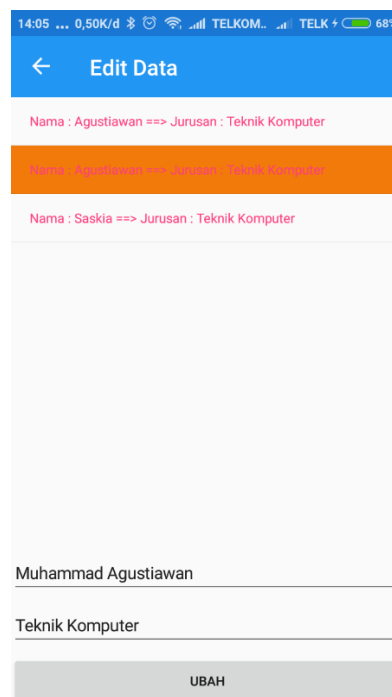 14:05 ... 0,50K/d TELKOM.. TELK 68%
Edit Data
Nama : Agustiawan ==> Jurusan : Teknik Komputer
Nama : Agustiawan ==> Jurusan : Teknik Komputer
Nama : Saskia ==> Jurusan : Teknik Komputer
Muhammad Agustiawan
Teknik Komputer
UBAH